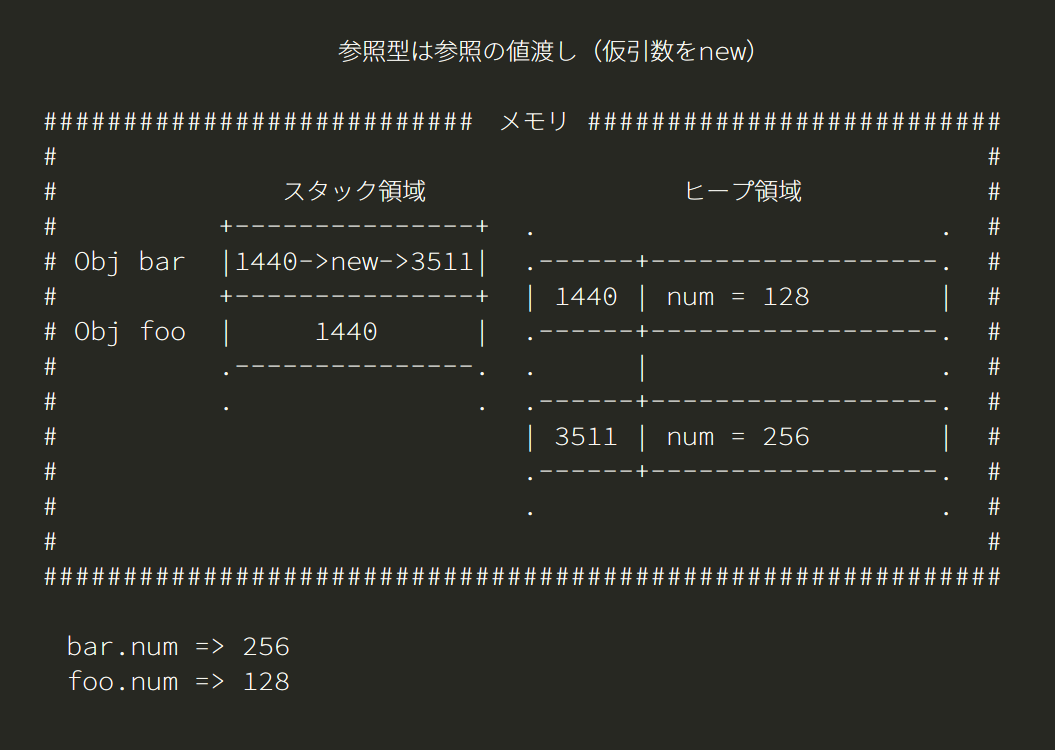 参照型は参照の値渡し（仮引数をnew）
########################### メモリ ##########################
#                                                          #
#              スタック領域                ヒープ領域            #
#          +---------------+  .                         .  #
# Obj bar  |1440->new->3511|  .------+------------------.  #
#          +---------------+  | 1440 | num = 128        |  #
# Obj foo  |     1440      |  .------+------------------.  #
#          .---------------.  .      |                  .  #
#          .               .  .------+------------------.  #
#                             | 3511 | num = 256        |  #
#                             .------+------------------.  #
#                             .                         .  #
#                                                          #
############################################################
bar.num => 256
foo.num => 128